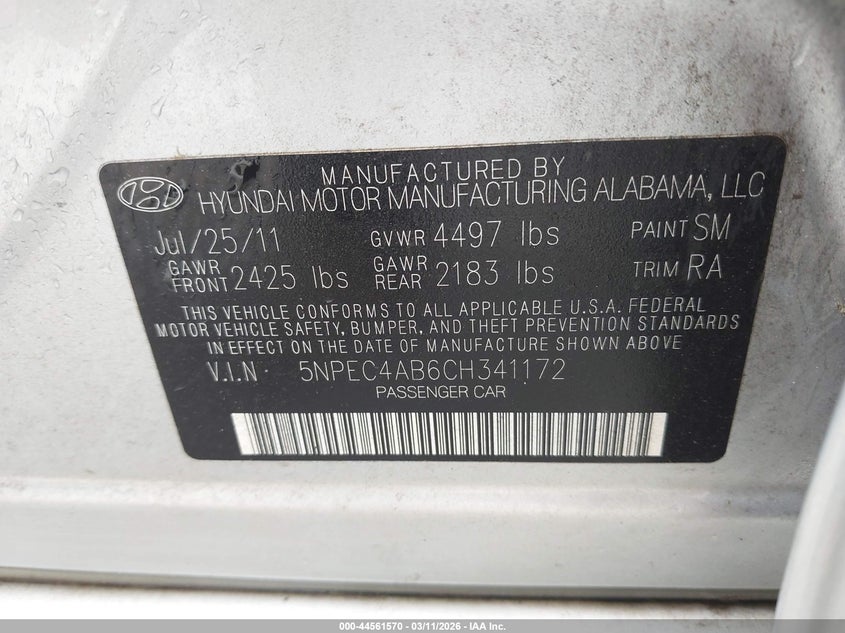 MANUFACTURED BY
HYUNDAI MOTOR MANUFACTURING ALABAMA, LLC
Jul/25/11 GVWR 4497 lbs PAINT SM
GAWR FRONT 2425 lbs GAWR REAR 2183 lbs TRIM RA
THIS VEHICLE CONFORMS TO ALL APPLICABLE U.S.A. FEDERAL
MOTOR VEHICLE SAFETY, BUMPER, AND THEFT PREVENTION STANDARDS
IN EFFECT ON THE DATE OF MANUFACTURE SHOWN ABOVE
V.I.N 5NPEC4AB6CH341172
PASSENGER CAR
000-44561570 - 03/11/2026 - IAA Inc.